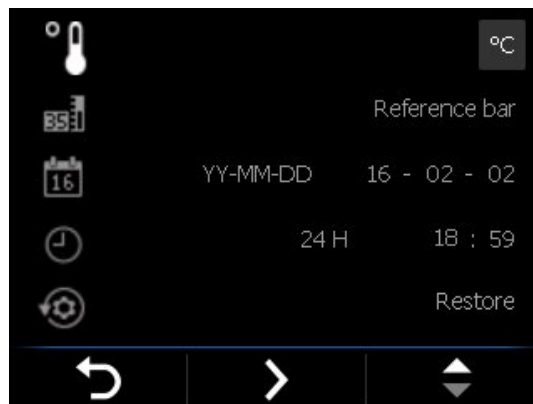 °C
35 Reference bar
16 YY-MM-DD 16 - 02 - 02
24 H 18 : 59
Restore